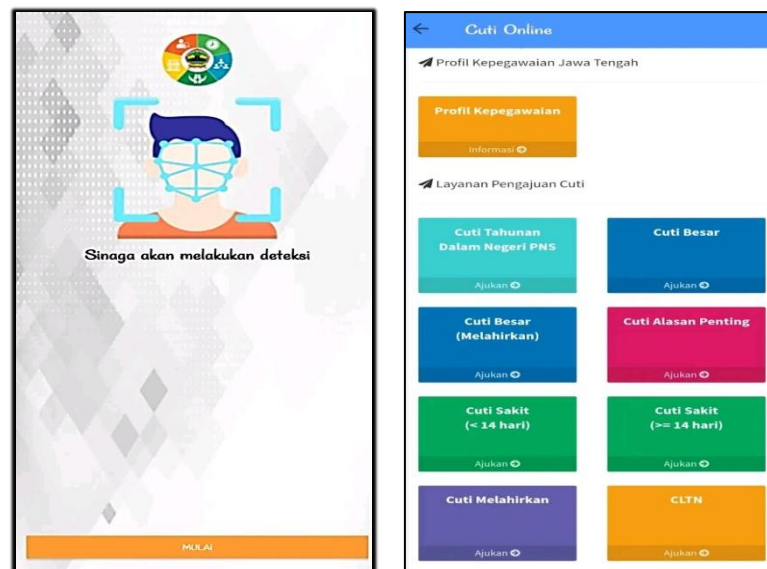 Sinaga akan melakukan deteksi
MULAI
Cuti Online
Profil Kepegawaian Jawa Tengah
Profil Kepegawaian
Informasi
Layanan Pengajuan Cuti
Cuti Tahunan
Dalam Negeri PNS
Ajukan
Cuti Besar
Ajukan
Cuti Besar
(Melahirkan)
Ajukan
Cuti Alasan Penting
Ajukan
Cuti Sakit
(< 14 hari)
Ajukan
Cuti Sakit
(>= 14 hari)
Ajukan
Cuti Melahirkan
Ajukan
CLTN
Ajukan